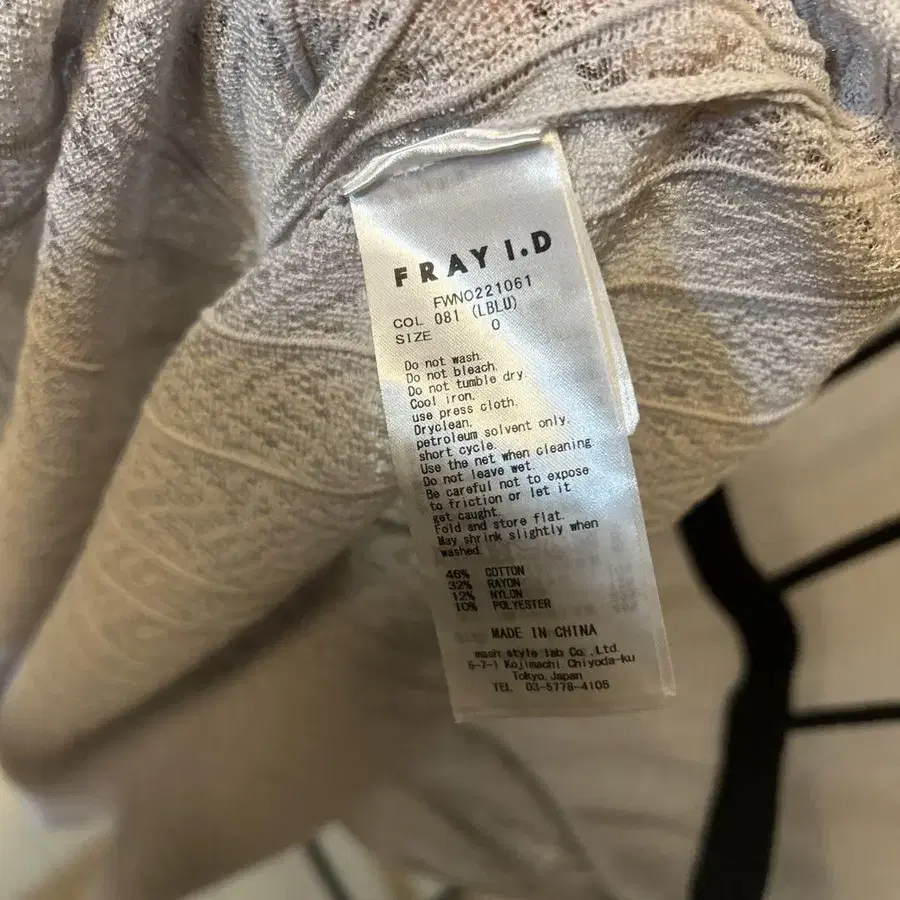 FRAY I.D
FWNO221061
COL 081 (LBLU)
SIZE 0
Do not wash.
Do not bleach.
Do not tumble dry.
Cool iron.
use press cloth.
Dryclean.
petroleum solvent only.
short cycle.
Use the net when cleaning.
Do not leave wet.
Be careful not to expose
to friction or let it
get caught.
Fold and store flat.
May shrink slightly when
washed.
46% COTTON
32% RAYON
12% NYLON
10% POLYESTER
MADE IN CHINA
mash style lab Co.,Ltd.
5-7-1 Kojimachi Chiyoda-ku
Tokyo,Japan
TEL 03-5778-4105